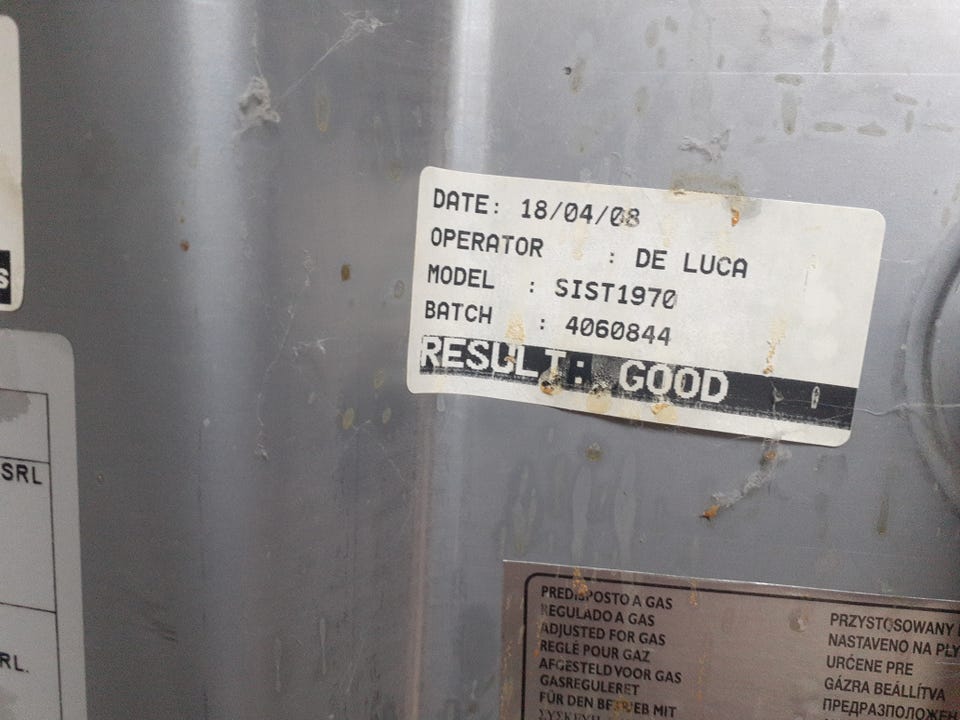 DATE: 18/04/08
OPERATOR : DE LUCA
MODEL : SIST1970
BATCH : 4060844
RESULT: GOOD
S
SRL
RL.
PREDISPOSTO A GAS
REGULADO A GAS
ADJUSTED FOR GAS
REGLÉ POUR GAZ
AFGESTELD VOOR GAS
GASREGULERET
FÜR DEN BETRIEB MIT
ΣΥΣΚΕΥΗ
PRZYSTOSOWANY
NASTAVENO NA PLY
URČENE PRE
GÁZRA BEÁLLÍTVA
ПРЕДРАЗПОЛОЖЕН